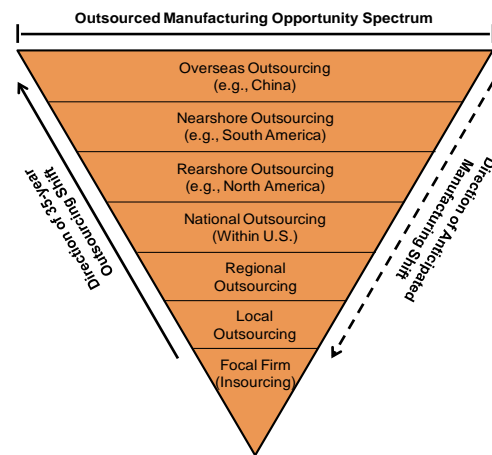 Outsourced Manufacturing Opportunity Spectrum
Overseas Outsourcing
(e.g., China)
Nearshore Outsourcing
(e.g., South America)
Rearshore Outsourcing
(e.g., North America)
National Outsourcing
(Within U.S.)
Regional
Outsourcing
Local
Outsourcing
Focal Firm
(Insourcing)
Direction of 35-year
Outsourcing Shift
Direction of Anticipated
Manufacturing Shift